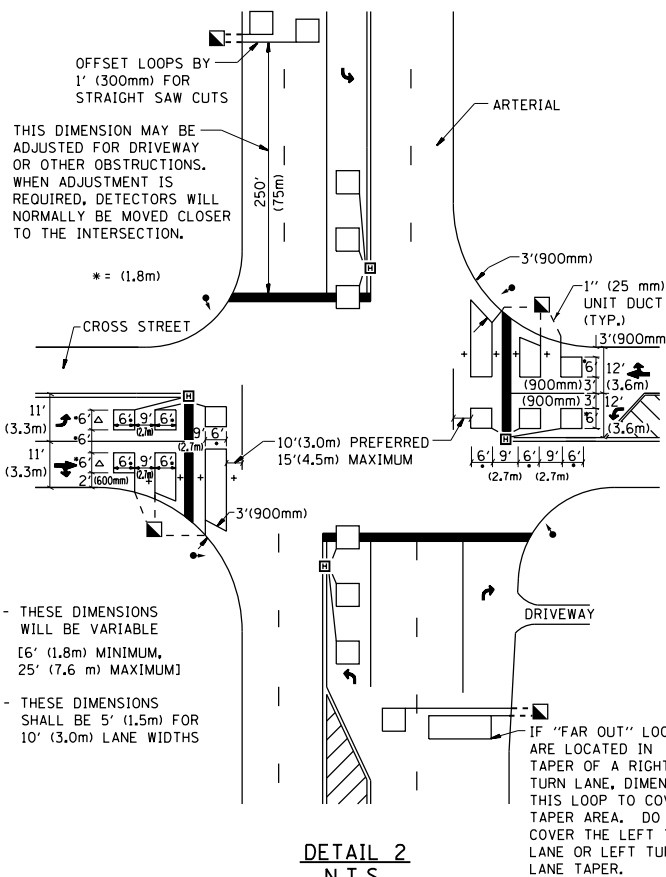 OFFSET LOOPS BY
1' (300mm) FOR
STRAIGHT SAW CUTS
ARTERIAL
THIS DIMENSION MAY BE
ADJUSTED FOR DRIVEWAY
OR OTHER OBSTRUCTIONS.
WHEN ADJUSTMENT IS
REQUIRED, DETECTORS WILL
NORMALLY BE MOVED CLOSER
TO THE INTERSECTION.
250'
(75m)
* = (1.8m)
H
3'(900mm)
1'' (25 mm)
UNIT DUCT
(TYP.)
CROSS STREET
3'(900mm
*6' 12'
(3.6m)
(900mm) 3'
(900mm) 3' 12'
*6'
(3.6m)
H
6' 9' 6' 9' 6'
(2.7m) (2.7m)
H
11'
(3.3m)
*6' 6' 9' 6' 9' 6'
(2.7m) (2.7m)
*6'
11'
(3.3m)
*6' 6' 9' 6'
(2.7m)
2' (600mm)
10'(3.0m) PREFERRED
15'(4.5m) MAXIMUM
3'(900mm)
H
- THESE DIMENSIONS
WILL BE VARIABLE
[6' (1.8m) MINIMUM,
25' (7.6 m) MAXIMUM]
- THESE DIMENSIONS
SHALL BE 5' (1.5m) FOR
10' (3.0m) LANE WIDTHS
DRIVEWAY
IF "FAR OUT" LOO
ARE LOCATED IN
TAPER OF A RIGHT
TURN LANE, DIMEN
THIS LOOP TO COV
TAPER AREA. DO
COVER THE LEFT T
LANE OR LEFT TU
LANE TAPER.
DETAIL 2
N.T.S.